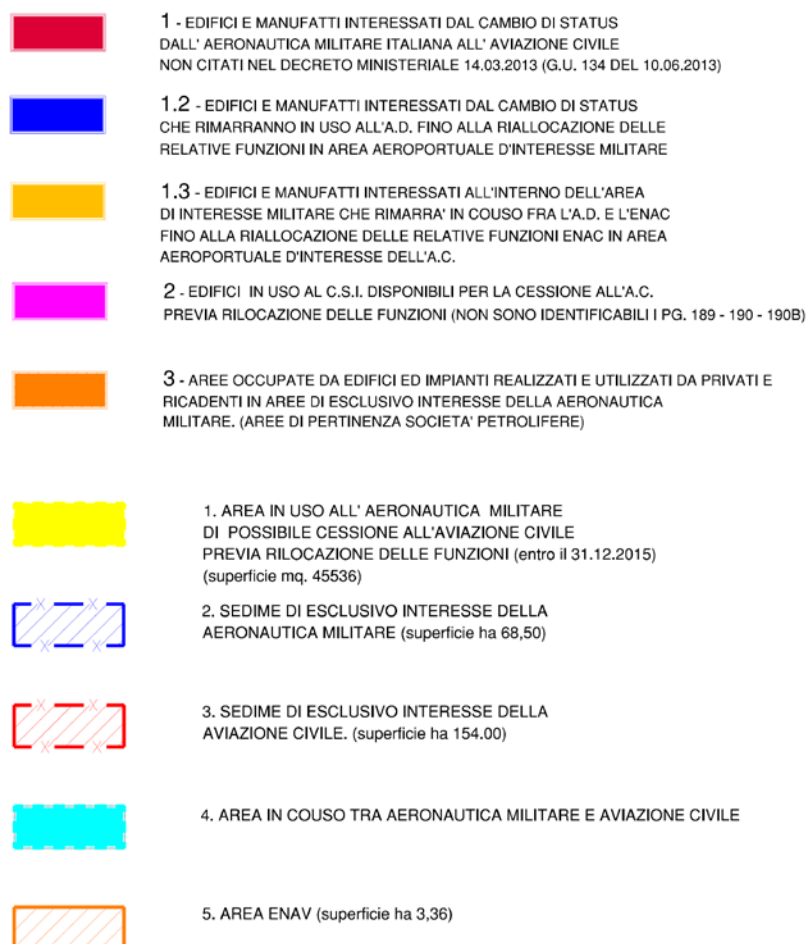 1 - EDIFICI E MANUFATTI INTERESSATI DAL CAMBIO DI STATUS
DALL' AERONAUTICA MILITARE ITALIANA ALL' AVIAZIONE CIVILE
NON CITATI NEL DECRETO MINISTERIALE 14.03.2013 (G.U. 134 DEL 10.06.2013)
1.2 - EDIFICI E MANUFATTI INTERESSATI DAL CAMBIO DI STATUS
CHE RIMARRANNO IN USO ALL'A.D. FINO ALLA RIALLOCAZIONE DELLE
RELATIVE FUNZIONI IN AREA AEROPORTUALE D'INTERESSE MILITARE
1.3 - EDIFICI E MANUFATTI INTERESSATI ALL'INTERNO DELL'AREA
DI INTERESSE MILITARE CHE RIMARRA' IN COUSO FRA L'A.D. E L'ENAC
FINO ALLA RIALLOCAZIONE DELLE RELATIVE FUNZIONI ENAC IN AREA
AEROPORTUALE D'INTERESSE DELL'A.C.
2 - EDIFICI IN USO AL C.S.I. DISPONIBILI PER LA CESSIONE ALL'A.C.
PREVIA RILOCAZIONE DELLE FUNZIONI (NON SONO IDENTIFICABILI I PG. 189 - 190 - 190B)
3 - AREE OCCUPATE DA EDIFICI ED IMPIANTI REALIZZATI E UTILIZZATI DA PRIVATI E
RICADENTI IN AREE DI ESCLUSIVO INTERESSE DELLA AERONAUTICA
MILITARE. (AREE DI PERTINENZA SOCIETA' PETROLIFERE)
1. AREA IN USO ALL' AERONAUTICA MILITARE
DI POSSIBILE CESSIONE ALL'AVIAZIONE CIVILE
PREVIA RILOCAZIONE DELLE FUNZIONI (entro il 31.12.2015)
(superficie mq. 45536)
2. SEDIME DI ESCLUSIVO INTERESSE DELLA
AERONAUTICA MILITARE (superficie ha 68,50)
3. SEDIME DI ESCLUSIVO INTERESSE DELLA
AVIAZIONE CIVILE. (superficie ha 154.00)
4. AREA IN COUSO TRA AERONAUTICA MILITARE E AVIAZIONE CIVILE
5. AREA ENAV (superficie ha 3,36)